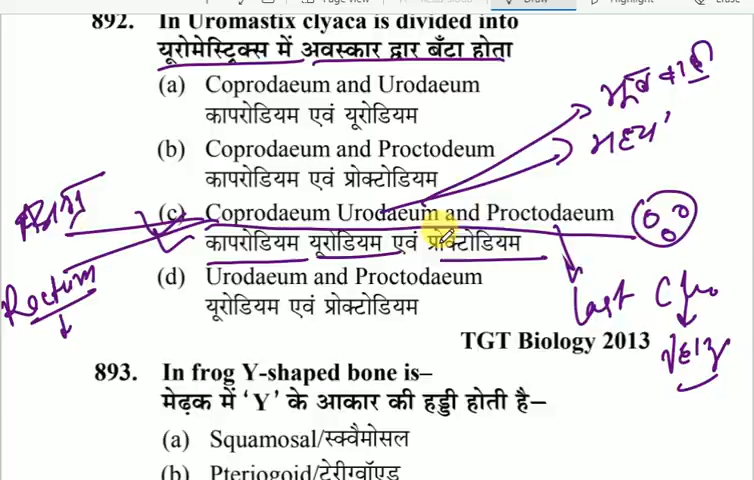 892. In Uromastix clyaca is divided into
यूरोमेस्ट्रिक्स में अवस्कार द्वार बँटा होता
(a) Coprodaeum and Urodaeum
कापरोडियम एवं यूरोडियम
(b) Coprodaeum and Proctodeum
कापरोडियम एवं प्रोक्टोडियम
(c) Coprodaeum Urodaeum and Proctodaeum
कापरोडियम यूरोडियम एवं प्रोक्टोडियम
(d) Urodaeum and Proctodaeum
यूरोडियम एवं प्रोक्टोडियम
TGT Biology 2013
893. In frog Y-shaped bone is–
मेढ़क में ‘Y’ के आकार की हड्डी होती है–
(a) Squamosal/स्क्वैमोसल
(b) Pteriogoid/टेरीग्वॉएड
Rectum
Last
मध्य